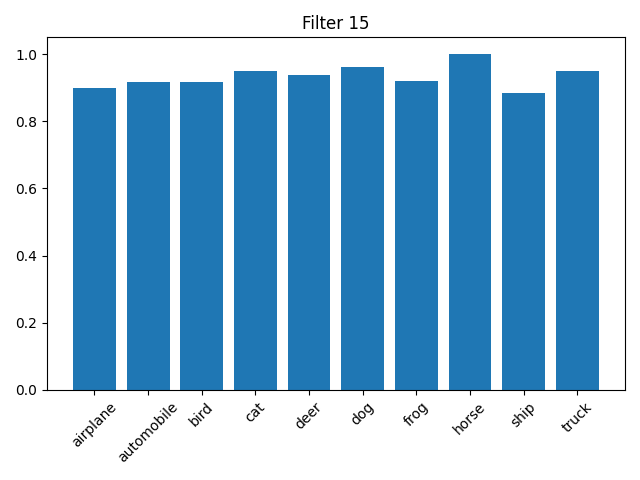 Filter 15
1.0
0.8
0.6
0.4
0.2
0.0
airplane
automobile
bird
cat
deer
dog
frog
horse
ship
truck